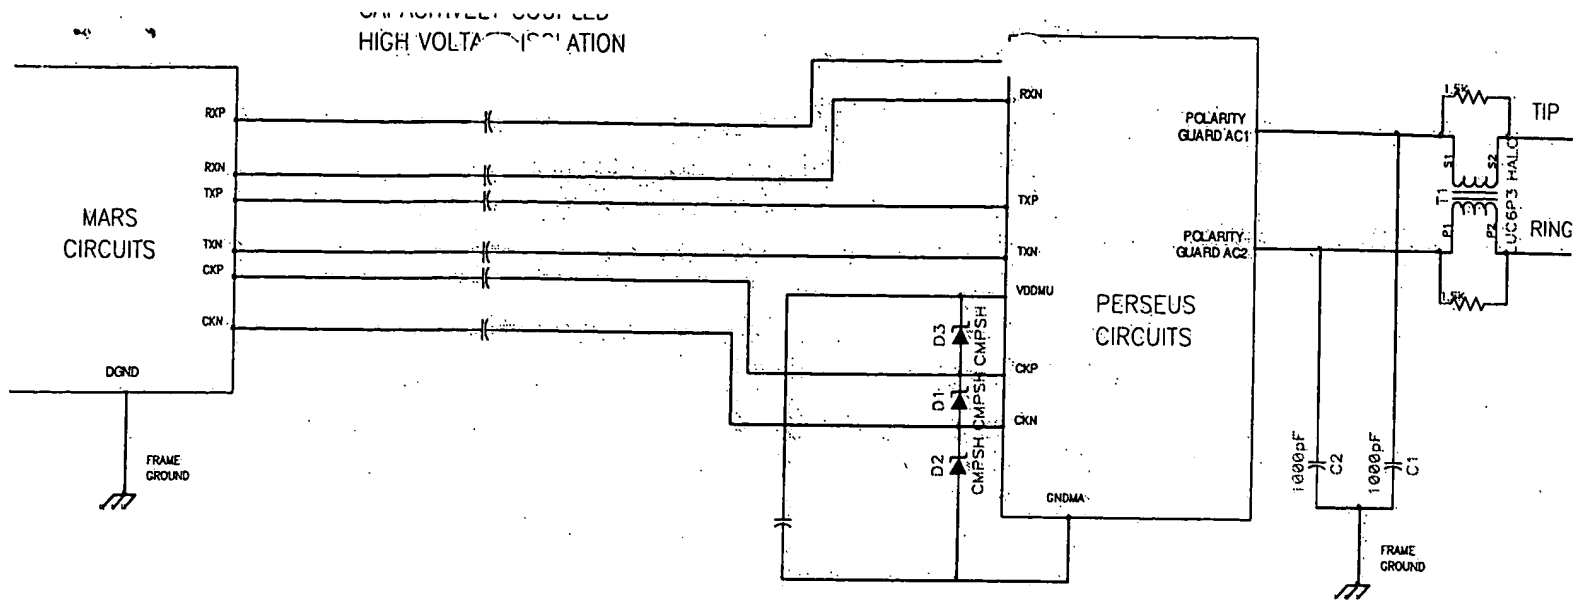 HIGH VOLTA
ATION
MARS
CIRCUITS
RXP
RXN
TXP
TXN
CKP
CKN
DGND
FRAME
GROUND
RXN
TXP
TXN
VDDMU
CKP
CKN
GNDMA
PERSEUS
CIRCUITS
POLARITY
GUARD AC1
POLARITY
GUARD AC2
D3
CMPSH
D1
CMPSH
D2
CMPSH
1.5K
TIP
S1
S2
T1
UC6P3 HALO
P1
P2
RING
1.5K
1000pF
C2
1000pF
C1
FRAME
GROUND